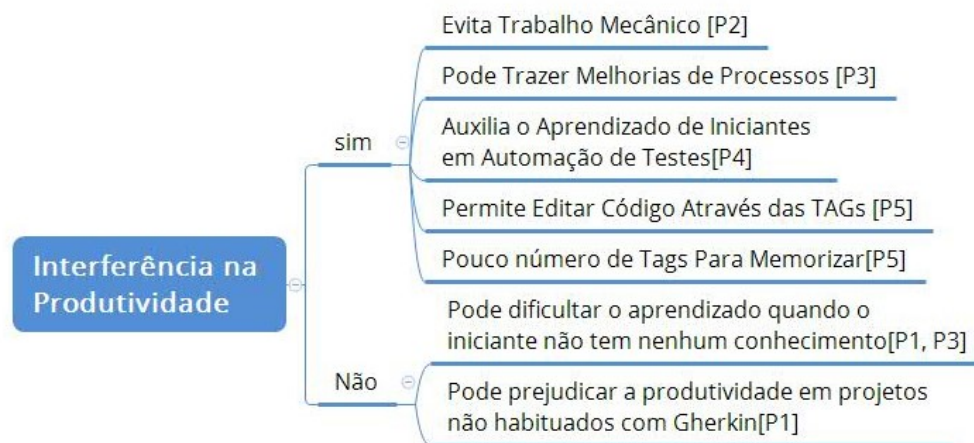 Interferência na
Produtividade
sim
Evita Trabalho Mecânico [P2]
Pode Trazer Melhorias de Processos [P3]
Auxilia o Aprendizado de Iniciantes
em Automação de Testes[P4]
Permite Editar Código Através das TAGs [P5]
Pouco número de Tags Para Memorizar[P5]
Não
Pode dificultar o aprendizado quando o
iniciante não tem nenhum conhecimento[P1, P3]
Pode prejudicar a produtividade em projetos
não habituados com Gherkin[P1]